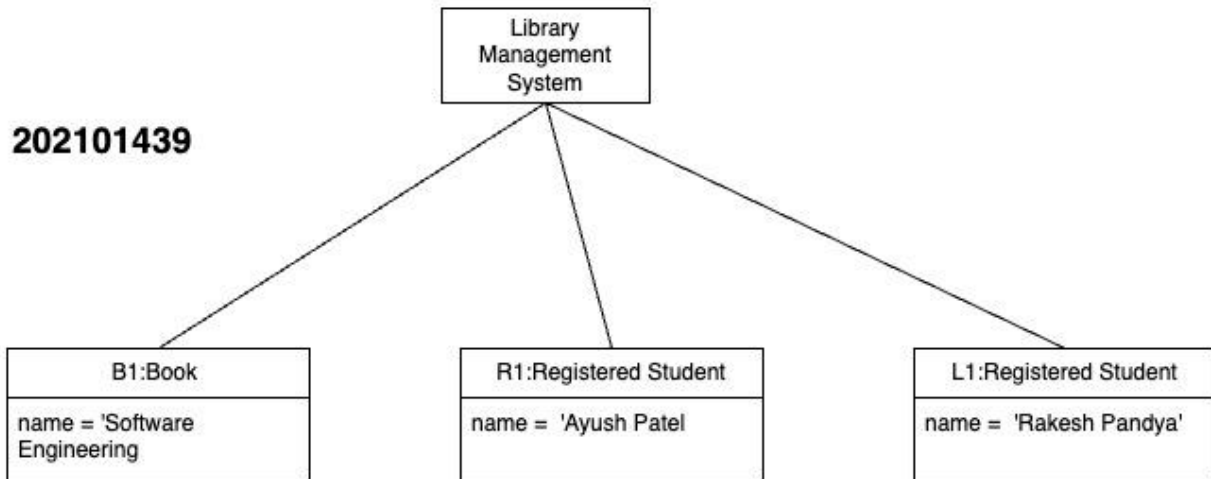 Library
Management
System
202101439
B1:Book
name = 'Software
Engineering
R1:Registered Student
name =  'Ayush Patel
L1:Registered Student
name =  'Rakesh Pandya'